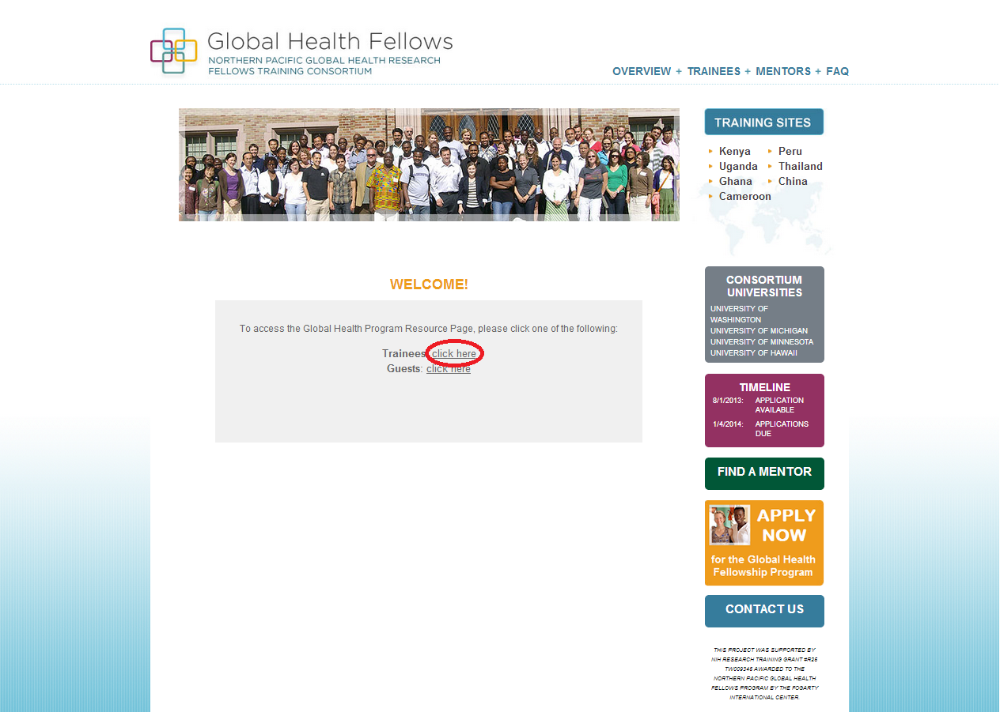 Global Health Fellows
NORTHERN PACIFIC GLOBAL HEALTH RESEARCH
FELLOWS TRAINING CONSORTIUM
OVERVIEW + TRAINEES + MENTORS + FAQ
TRAINING SITES
Kenya
Uganda
Ghana
Cameroon
Peru
Thailand
China
WELCOME!
To access the Global Health Program Resource Page, please click one of the following:
Trainees: click here
Guests: click here
CONSORTIUM
UNIVERSITIES
UNIVERSITY OF
WASHINGTON
UNIVERSITY OF MICHIGAN
UNIVERSITY OF MINNESOTA
UNIVERSITY OF HAWAII
TIMELINE
8/1/2013: APPLICATION
AVAILABLE
1/4/2014: APPLICATIONS
DUE
FIND A MENTOR
APPLY
NOW
for the Global Health
Fellowship Program
CONTACT US
THIS PROJECT WAS SUPPORTED BY
NIH RESEARCH TRAINING GRANT #R25
TW009345 AWARDED TO THE
NORTHERN PACIFIC GLOBAL HEALTH
FELLOWS PROGRAM BY THE FOGARTY
INTERNATIONAL CENTER.